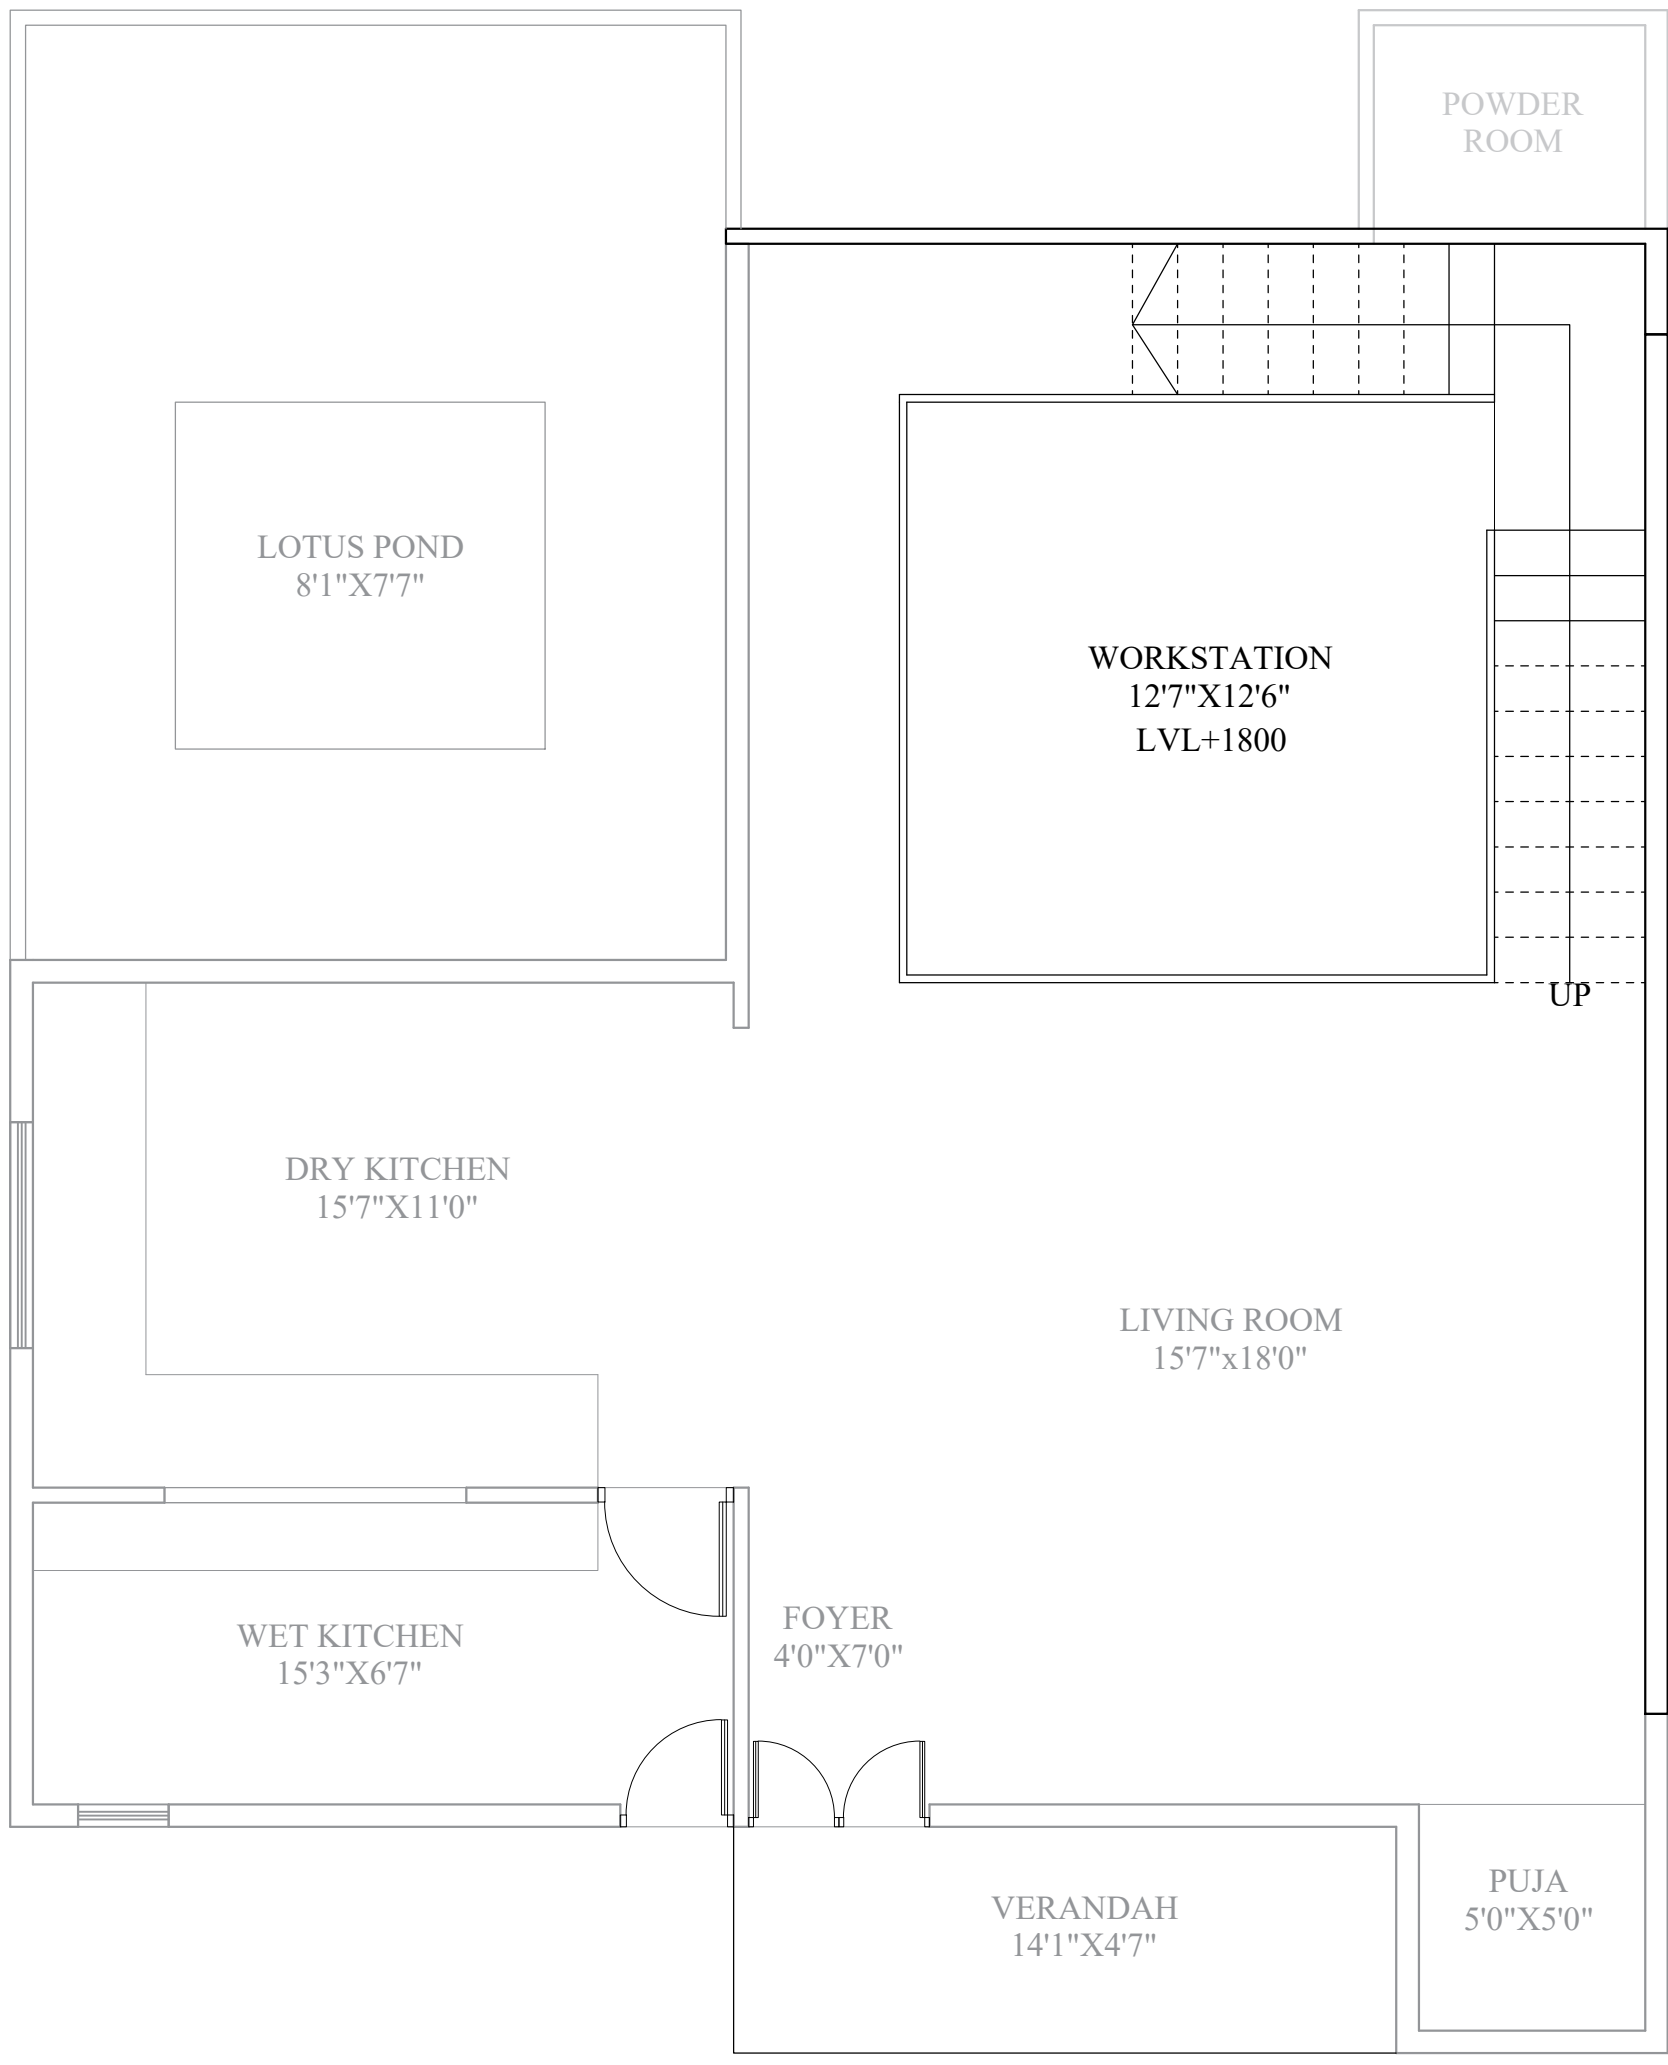 POWDER
ROOM
LOTUS POND
8'1"X7'7"
WORKSTATION
12'7"X12'6"
LVL+1800
UP
DRY KITCHEN
15'7"X11'0"
LIVING ROOM
15'7"x18'0"
FOYER
4'0"X7'0"
WET KITCHEN
15'3"X6'7"
PUJA
5'0"X5'0"
VERANDAH
14'1"X4'7"